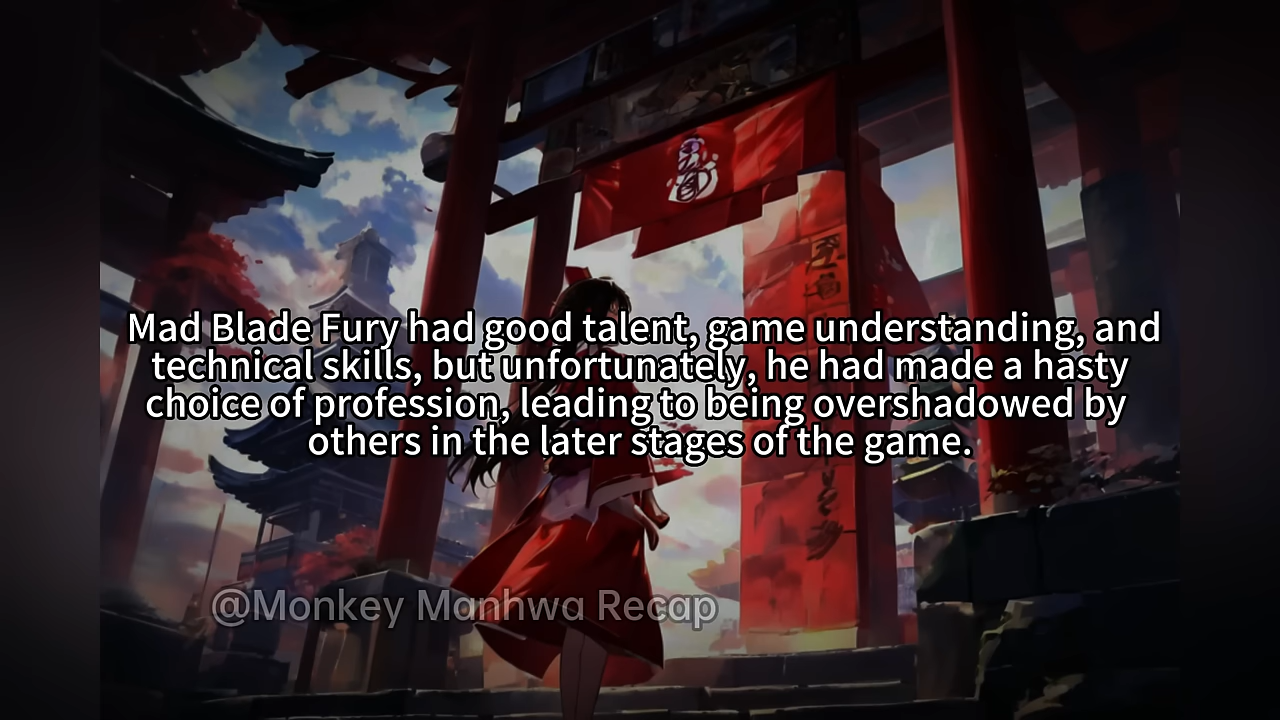 Mad Blade Fury had good talent, game understanding, and
technical skills, but unfortunately, he had made a hasty
choice of profession, leading to being overshadowed by
others in the later stages of the game.
@Monkey Manhwa Recap